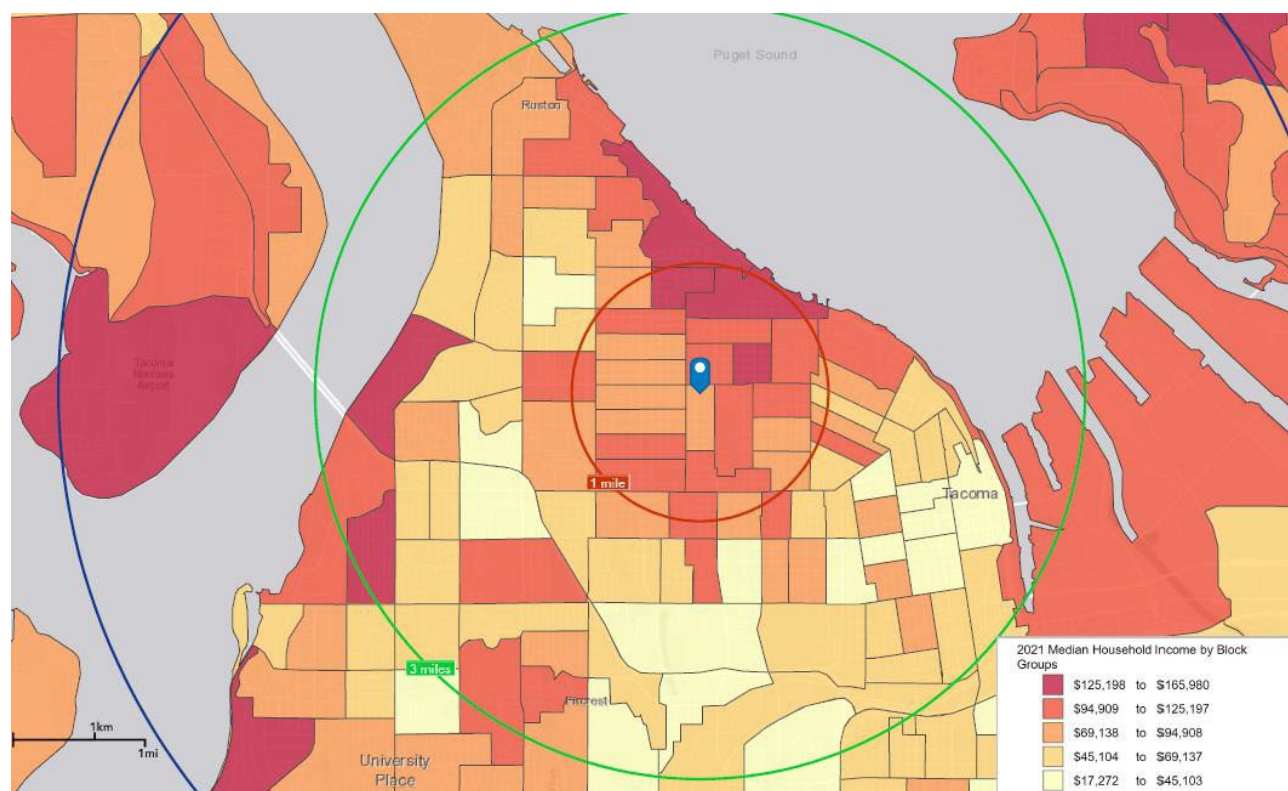 Puget Sound
Ruston
Tacoma
Narrows
Airport
1 mile
Tacoma
3 miles
Fircrest
University
Place
1km
1mi
2021 Median Household Income by Block
Groups
$125,198 to $165,980
$94,909 to $125,197
$69,138 to $94,908
$45,104 to $69,137
$17,272 to $45,103